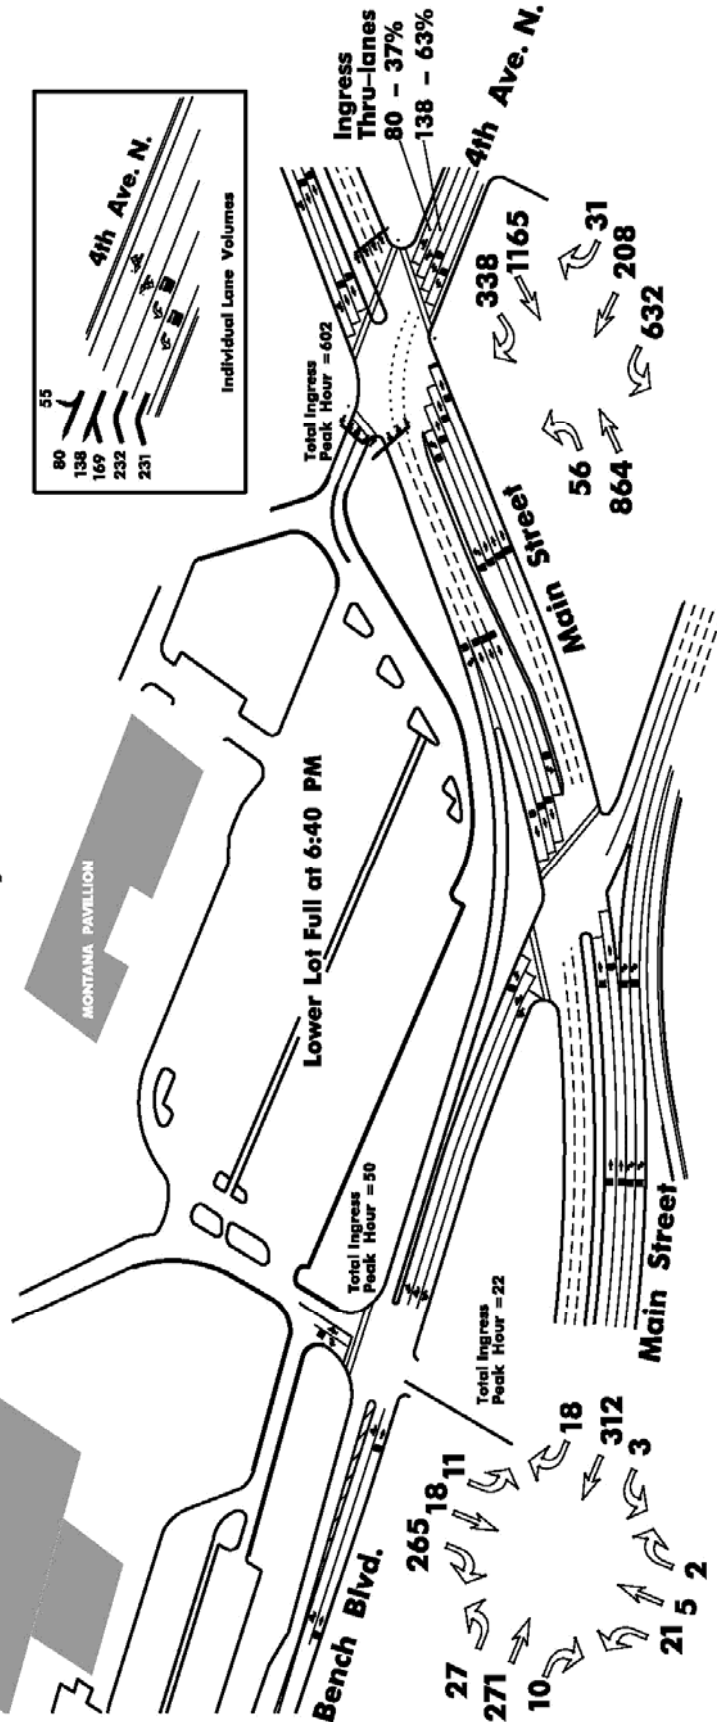 4th Ave. N.
55
80
138
169
232
231
Individual Lane Volumes
Ingress
Thru-lanes
80 - 37%
138 - 63%
4th Ave. N.
Total Ingress
Peak Hour =602
338
1165
31
208
632
56
864
Main Street
MONTANA PAVILLION
Lower Lot Full at 6:40 PM
Total Ingress
Peak Hour =50
Total Ingress
Peak Hour =22
Main Street
Bench Blvd.
265
18
11
18
312
3
27
271
10
21
5
2